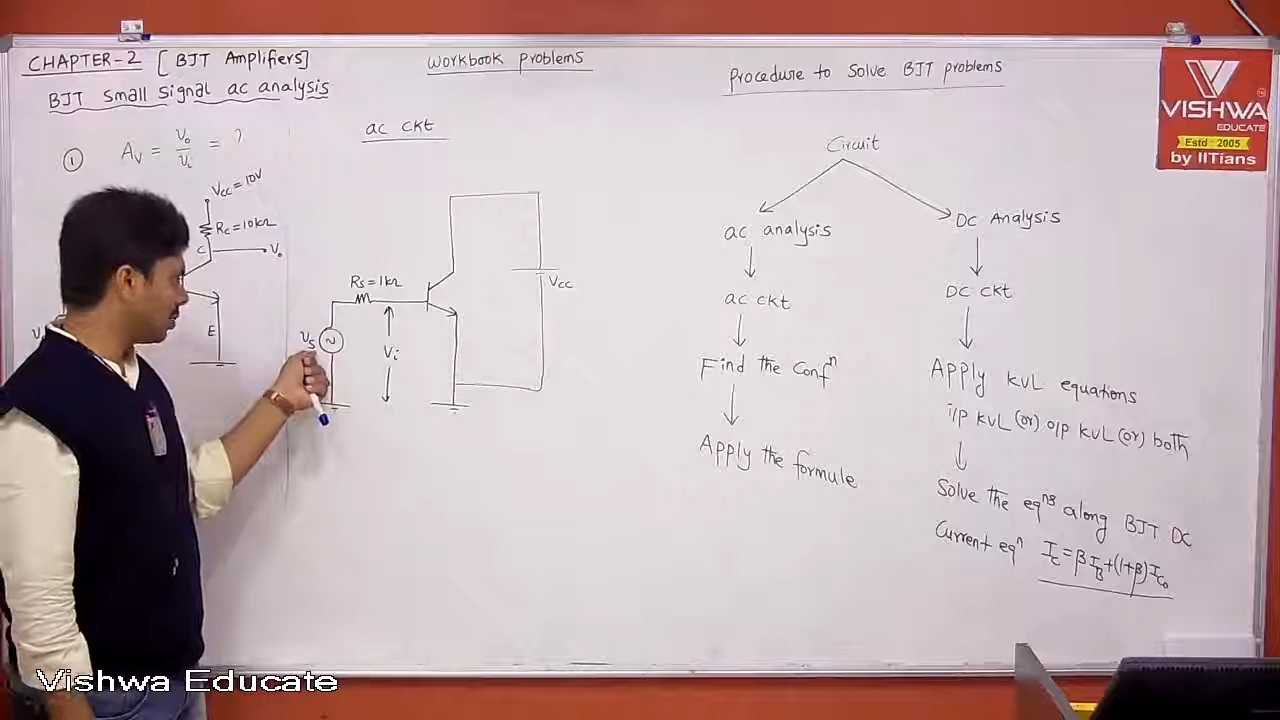 CHAPTER-2 [BJT Amplifiers]
BJT small signal ac analysis
① Av = Vo/Vi = ?
Vcc = 10V
Rc = 10kΩ
C
Vo
E
Workbook problems
ac ckt
Rs = 1kΩ
Vs
Vi
Vcc
Procedure to solve BJT problems
Circuit
ac analysis
ac ckt
Find the Confⁿ
Apply the formule
DC Analysis
DC ckt
Apply KVL equations
i/p KVL (or) o/p KVL (or) both
Solve the eqⁿˢ along BJT DC
Current eqⁿ Ic = βIB + (1+β)Ico
VISHWA
EDUCATE
Estd - 2005
by IITians
Vishwa Educate